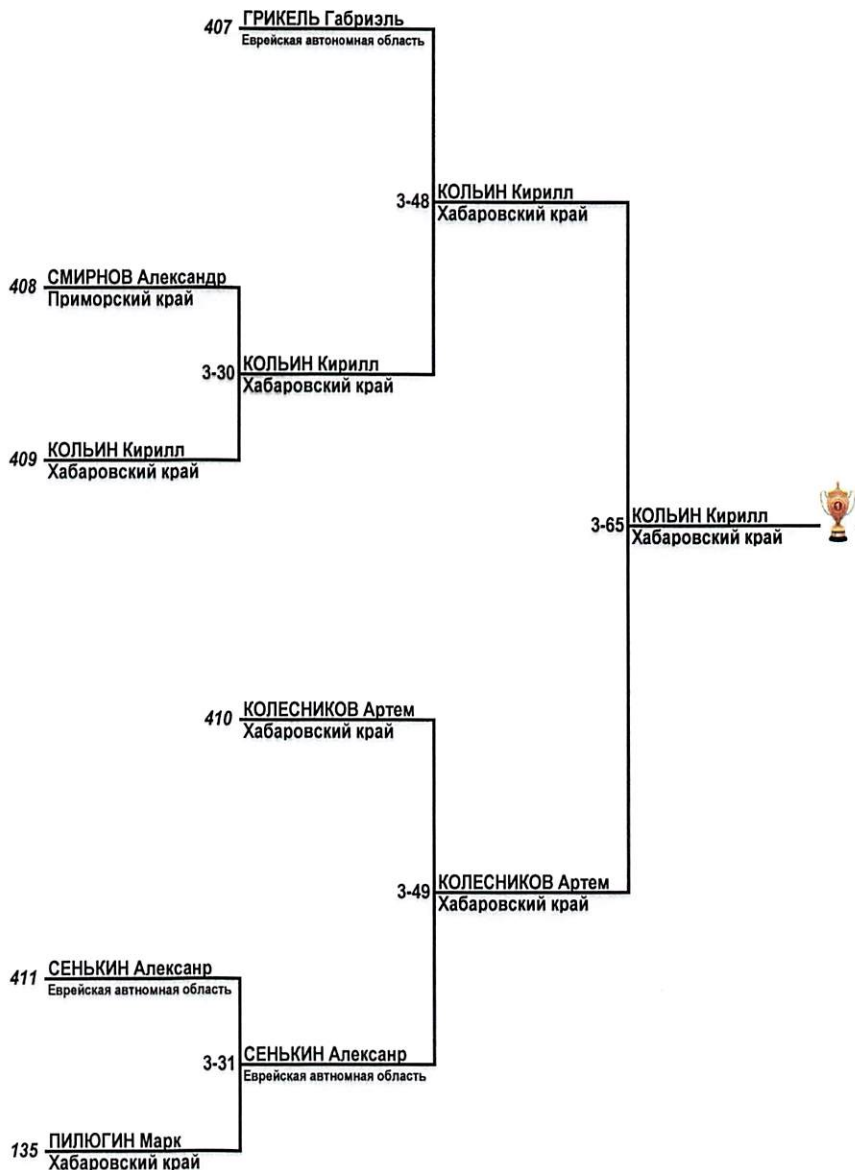 407 ГРИКЕЛЬ Габриэль
Еврейская автономная область
3-48 КОЛЬИН Кирилл
Хабаровский край
408 СМИРНОВ Александр
Приморский край
3-30 КОЛЬИН Кирилл
Хабаровский край
409 КОЛЬИН Кирилл
Хабаровский край
3-65 КОЛЬИН Кирилл
Хабаровский край
410 КОЛЕСНИКОВ Артем
Хабаровский край
3-49 КОЛЕСНИКОВ Артем
Хабаровский край
411 СЕНЬКИН Алексанр
Еврейская автномная область
3-31 СЕНЬКИН Алексанр
Еврейская автномная область
135 ПИЛЮГИН Марк
Хабаровский край